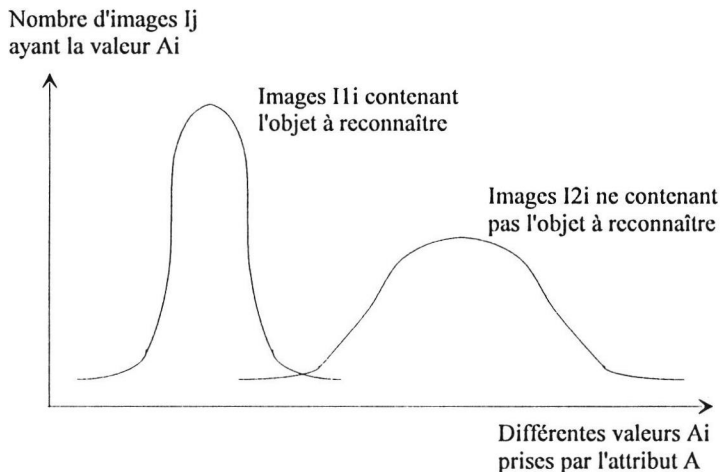 Nombre d'images Ij
ayant la valeur Ai
Images I1i contenant
l'objet à reconnaître
Images I2i ne contenant
pas l'objet à reconnaître
Différentes valeurs Ai
prises par l'attribut A